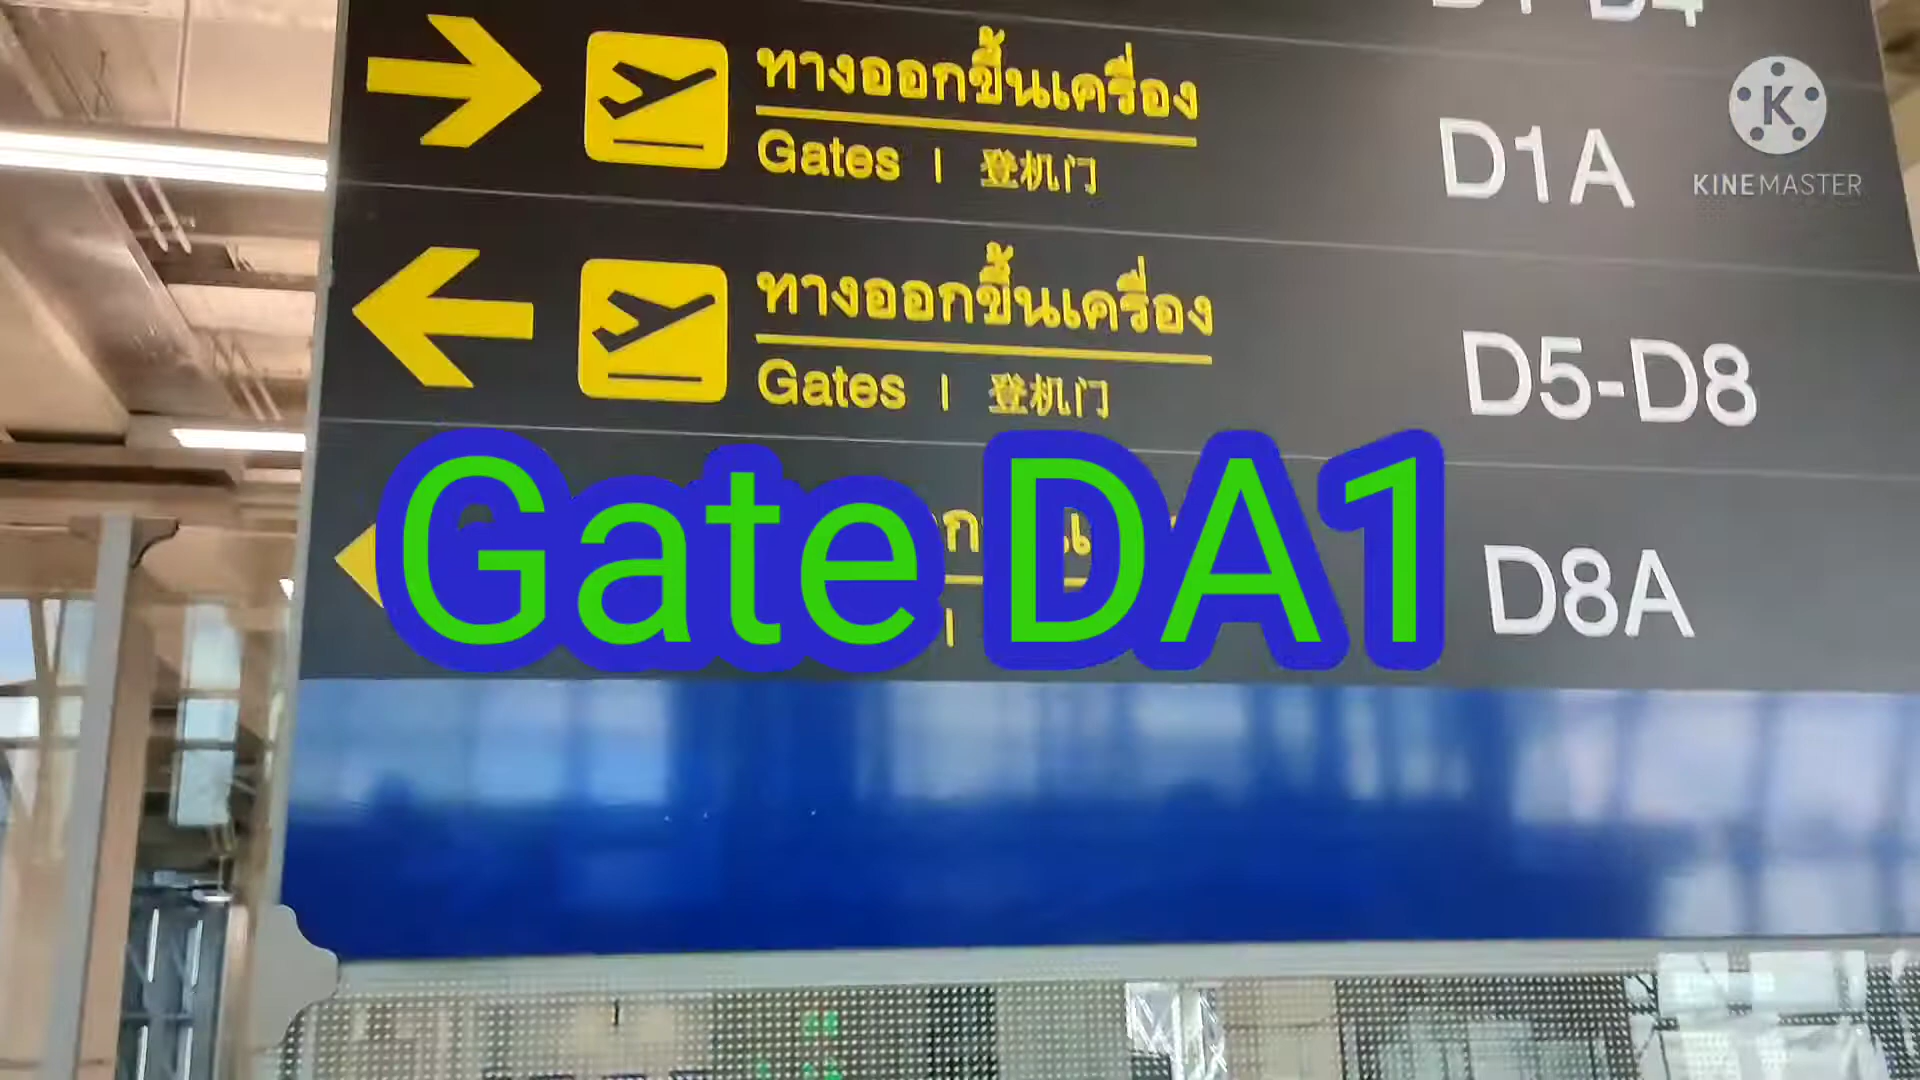 D1-D4
ทางออกขึ้นเครื่อง
Gates | 登机门
D1A
KINEMASTER
ทางออกขึ้นเครื่อง
Gates | 登机门
D5-D8
Gate DA1
D8A